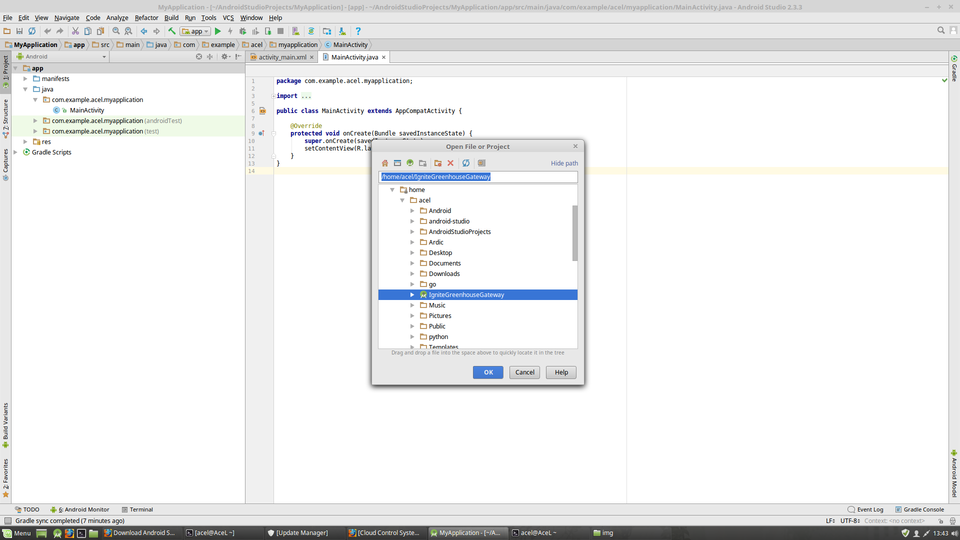 MyApplication - [~/AndroidStudioProjects/MyApplication] - [app] - ~/AndroidStudioProjects/MyApplication/app/src/main/java/com/example/acel/myapplication/MainActivity.java - Android Studio 2.3.3
File Edit View Navigate Code Analyze Refactor Build Run Tools VCS Window Help
app
MyApplication app src main java com example acel myapplication MainActivity
Android
activity_main.xml MainActivity.java
1: Project
Z: Structure
Captures
Build Variants
2: Favorites
Gradle
Android Model
app
manifests
java
com.example.acel.myapplication
MainActivity
com.example.acel.myapplication (androidTest)
com.example.acel.myapplication (test)
res
Gradle Scripts
1 package com.example.acel.myapplication;
2
3 import ...
5
6 public class MainActivity extends AppCompatActivity {
7
8 @Override
9 protected void onCreate(Bundle savedInstanceState) {
10 super.onCreate(save
11 setContentView(R.la
12 }
13 }
14
Open File or Project
Hide path
/home/acel/IgniteGreenhouseGateway
home
acel
Android
android-studio
AndroidStudioProjects
Ardic
Desktop
Documents
Downloads
go
IgniteGreenhouseGateway
Music
Pictures
Public
python
Templates
Drag and drop a file into the space above to quickly locate it in the tree
OK Cancel Help
TODO 6: Android Monitor Terminal Event Log Gradle Console
Gradle sync completed (7 minutes ago) LF÷ UTF-8÷ Context: <no context>
Menu Download Android S... [acel@AceL ~] [Update Manager] [Cloud Control Syste... MyApplication - [~/A... acel@AceL ~ img 13:43